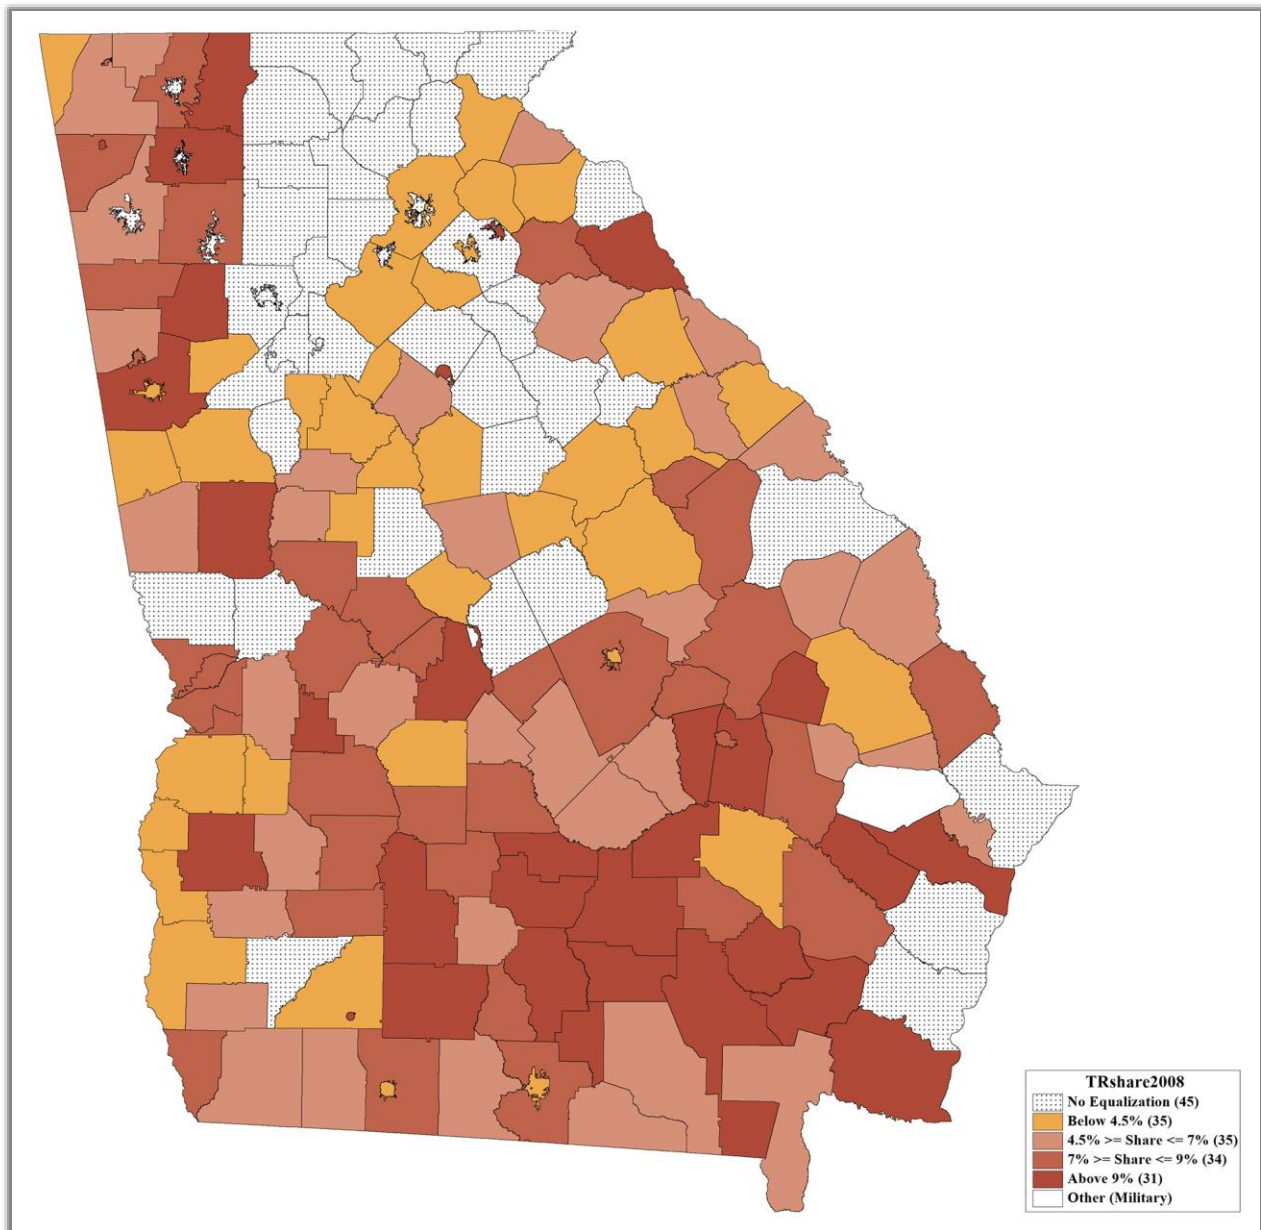 TRshare2008
No Equalization (45)
Below 4.5% (35)
4.5% >= Share <= 7% (35)
7% >= Share <= 9% (34)
Above 9% (31)
Other (Military)